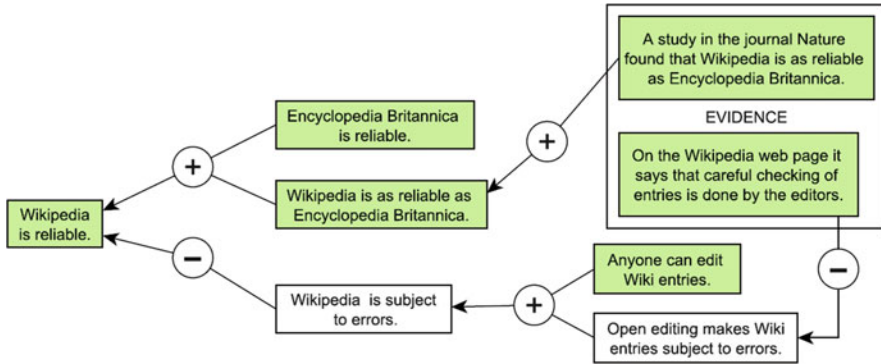 A study in the journal Nature
found that Wikipedia is as reliable
as Encyclopedia Britannica.
EVIDENCE
On the Wikipedia web page it
says that careful checking of
entries is done by the editors.
Encyclopedia Britannica
is reliable.
+
+
Wikipedia is as reliable as
Encyclopedia Britannica.
Wikipedia
is reliable.
−
Wikipedia is subject
to errors.
+
Anyone can edit
Wiki entries.
−
Open editing makes Wiki
entries subject to errors.